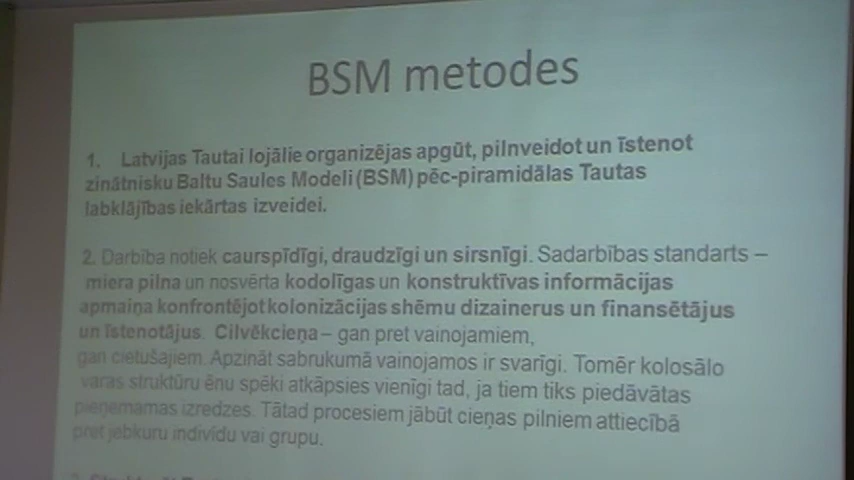 BSM metodes
1. Latvijas Tautai lojālie organizējas apgūt, pilnveidot un īstenot
zinātnisku Baltu Saules Modeli (BSM) pēc-piramidālas Tautas
labklājības iekārtas izveidei.
2. Darbība notiek caurspīdīgi, draudzīgi un sirsnīgi. Sadarbības standarts –
miera pilna un nosvērta kodolīgas un konstruktīvas informācijas
apmaiņa konfrontējot kolonizācijas shēmu dizainerus un finansētājus
un īstenotājus. Cilvēkcieņa – gan pret vainojamiem,
gan cietušajiem. Apzināt sabrukumā vainojamos ir svarīgi. Tomēr kolosālo
varas struktūru ēnu spēki atkāpsies vienīgi tad, ja tiem tiks piedāvātas
pieņemamas izredzes. Tātad procesiem jābūt cieņas pilniem attiecībā
pret jebkuru indivīdu vai grupu.